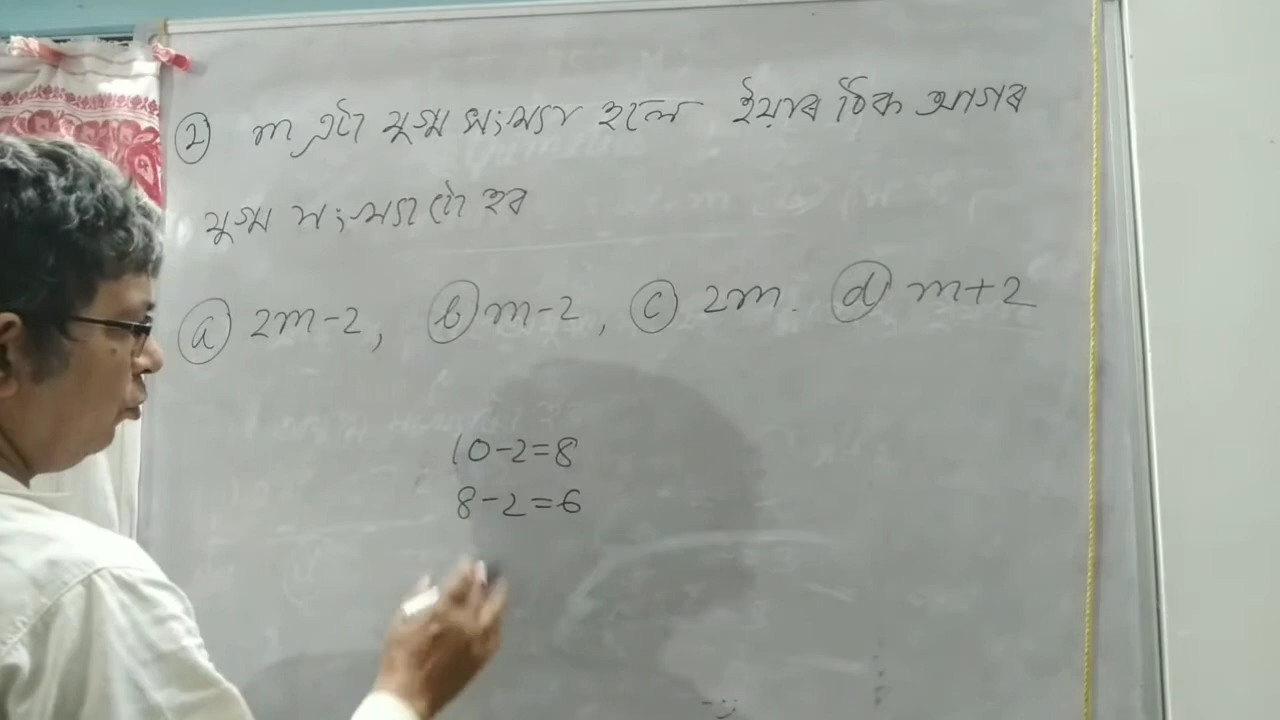 ② m এটা যুগ্ম সংখ্যা হলে ইয়াৰ ঠিক আগৰ
যুগ্ম সংখ্যাটো হব
ⓐ 2m-2, ⓑ m-2, ⓒ 2m. ⓓ m+2
10-2=8
8-2=6